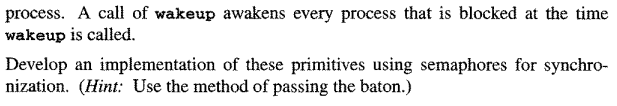 process. A call of wakeup awakens every process that is blocked at the time
wakeup is called.
Develop an implementation of these primitives using semaphores for synchro-
nization. (Hint: Use the method of passing the baton.)